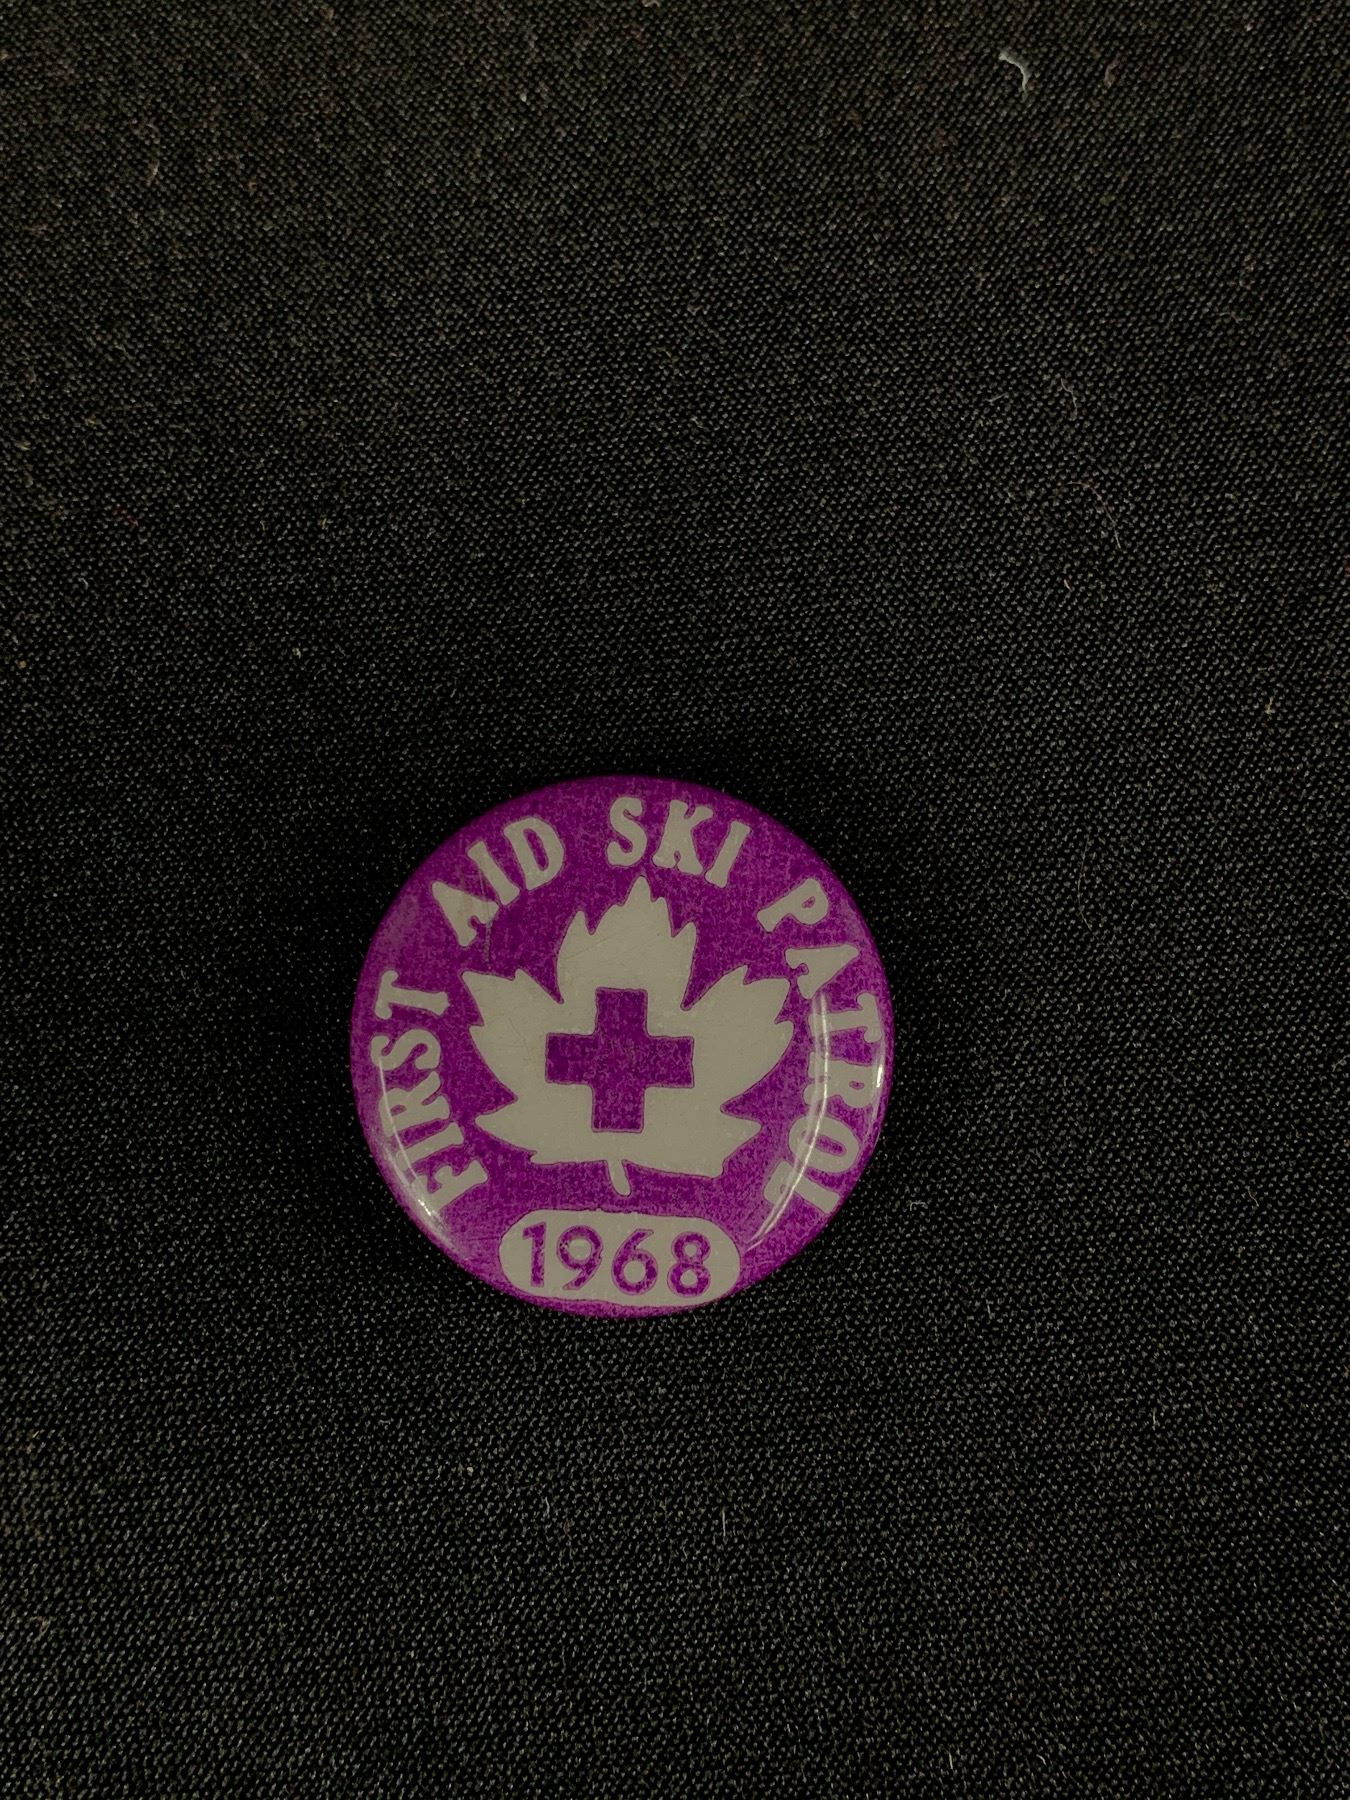 FIRST AID SKI PATROL
1968